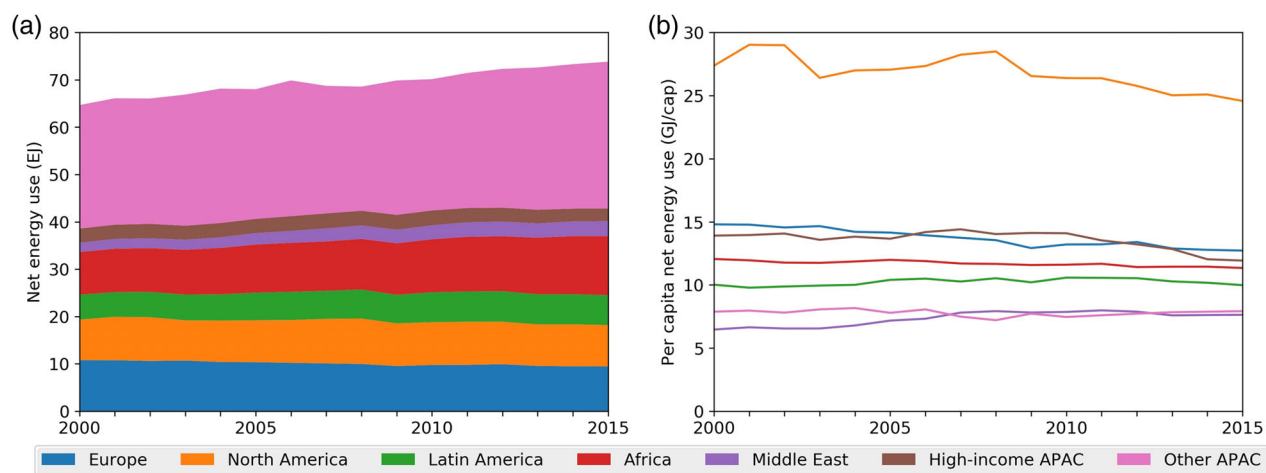 (a)
80
70
60
50
40
30
20
10
0
Net energy use (EJ)
2000 2005 2010 2015
(b)
30
25
20
15
10
5
0
Per capita net energy use (GJ/cap)
2000 2005 2010 2015
Europe North America Latin America Africa Middle East High-income APAC Other APAC